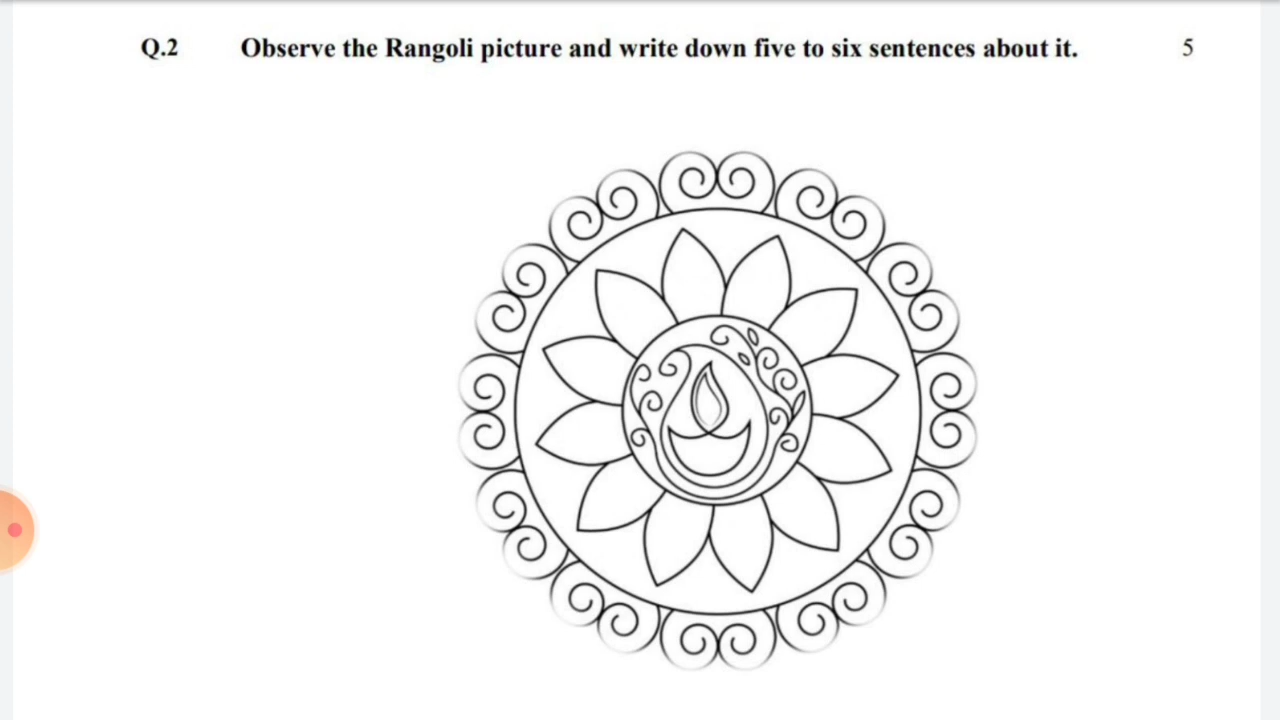 Q.2 Observe the Rangoli picture and write down five to six sentences about it. 5